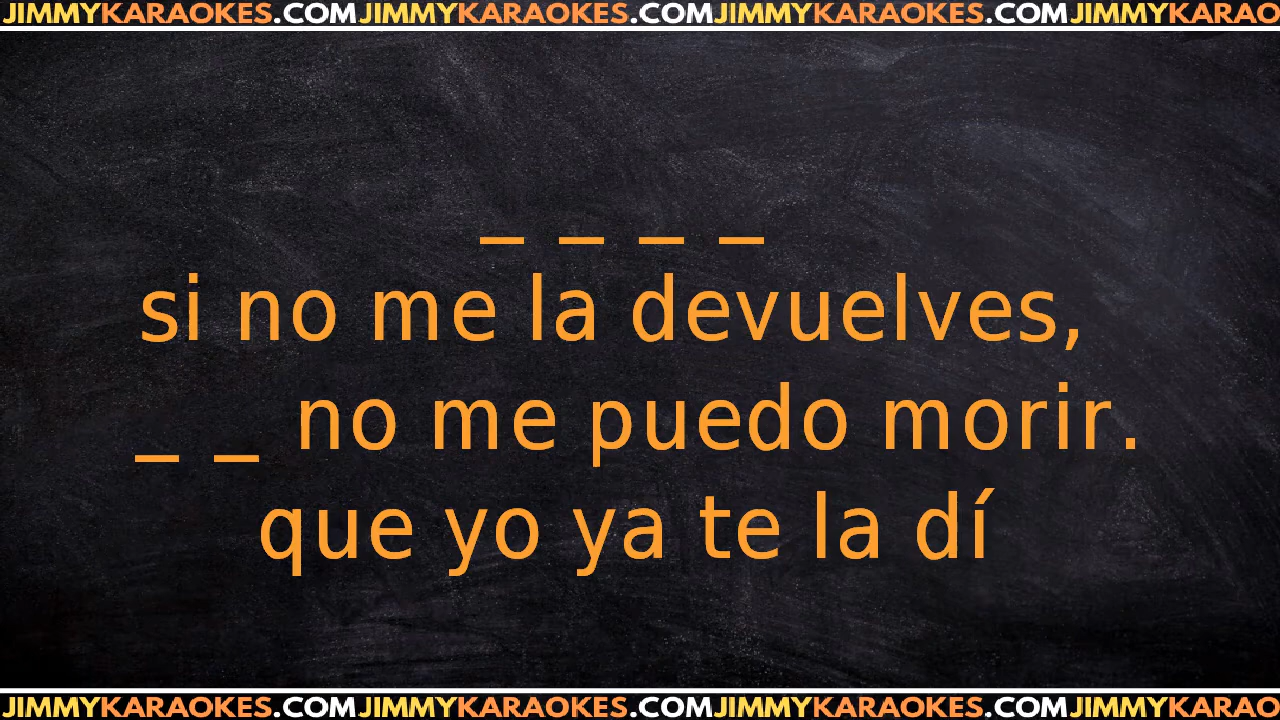 JIMMYKARAOKES.COMJIMMYKARAOKES.COMJIMMYKARAOKES.COMJIMMYKARAO
_ _ _ _
si no me la devuelves,
_ _ no me puedo morir.
que yo ya te la dí
JIMMYKARAOKES.COMJIMMYKARAOKES.COMJIMMYKARAOKES.COMJIMMYKARAO